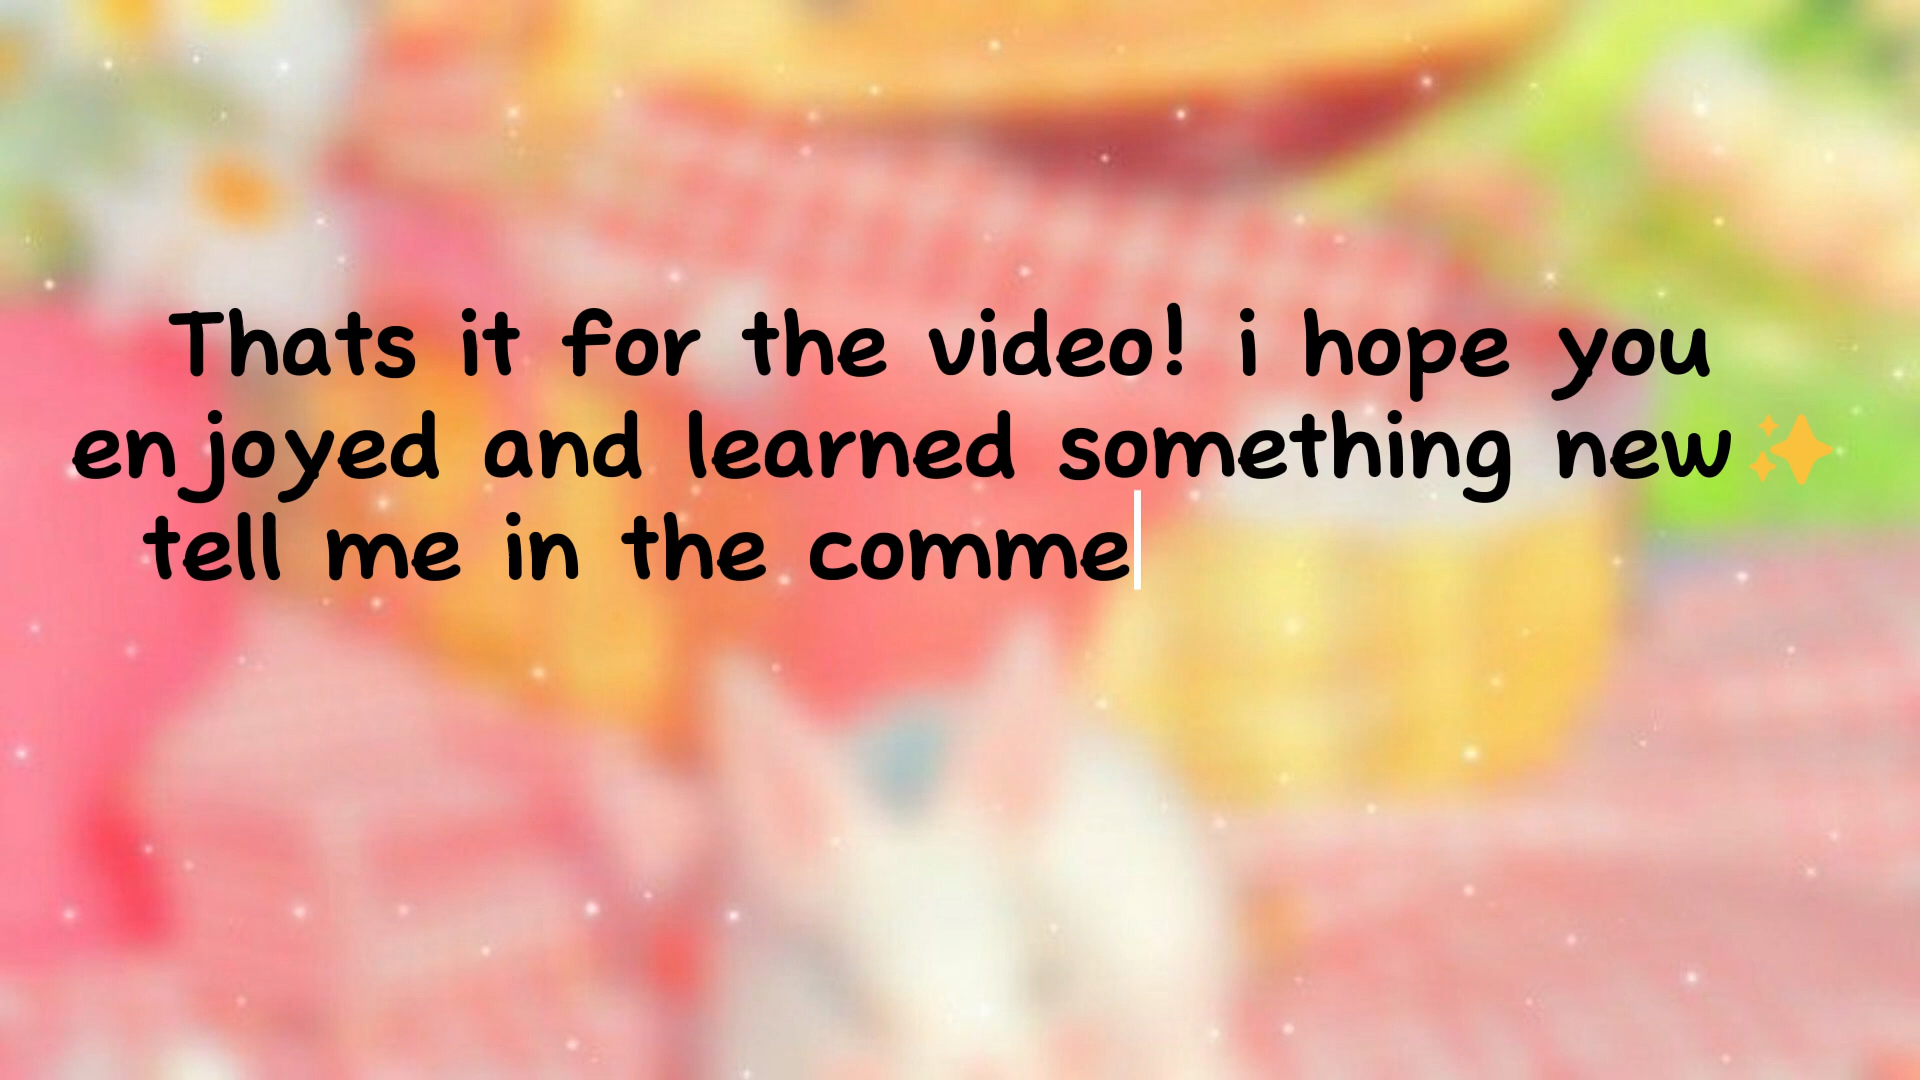 Thats it for the video! i hope you
enjoyed and learned something new✨
tell me in the comme